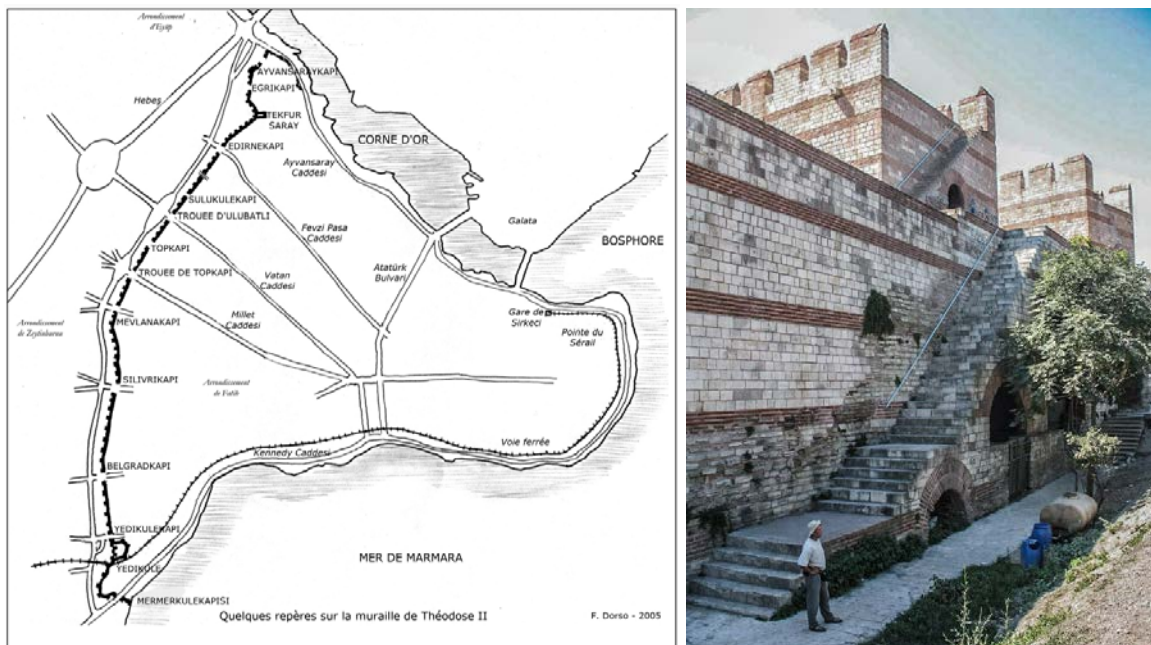 Arrondissement
d'Eyüp
AYVANSARAYKAPI
EGRIKAPI
Hebeş
TEKFUR
SARAY
CORNE D'OR
EDIRNEKAPI
Ayvansaray
Caddesi
SULUKULEKAPI
TROUEE D'ULUBATLI
Galata
Fevzi Pasa
Caddesi
BOSPHORE
TOPKAPI
Vatan
Caddesi
Atatürk
Bulvari
TROUEE DE TOPKAPI
Millet
Caddesi
Gare de
Sirkeci
MEVLANAKAPI
Arrondissement
Pointe du
Sérail
SILIVRIKAPI
Arrondissement
de Fatih
Voie ferrée
Kennedy Caddesi
BELGRADKAPI
YEDIKULEKAPI
MER DE MARMARA
YEDIKULE
MERMERKULEKAPISI
Quelques repères sur la muraille de Théodose II
F. Dorso - 2005